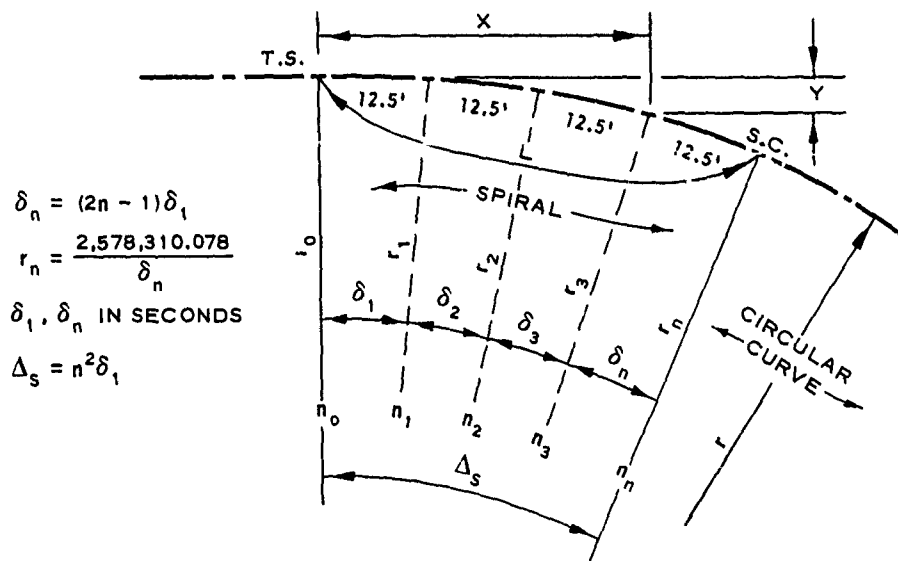 X
T.S.
Y
12.5'
12.5'
12.5'
12.5'
S.C.
L
SPIRAL
δₙ = (2n - 1)δ₁
rₙ = 2,578,310.078 / δₙ
δ₁, δₙ IN SECONDS
Δₛ = n²δ₁
r₁
r₂
r₃
rₙ
δ₁
δ₂
δ₃
δₙ
CIRCULAR
CURVE
r
n₀
n₁
n₂
n₃
nₙ
Δₛ